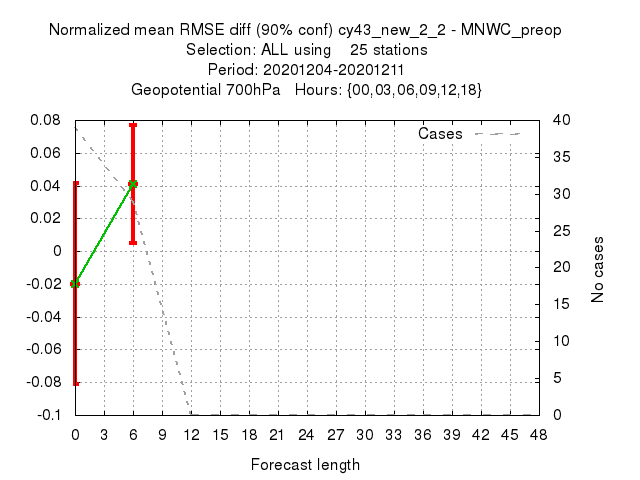 Normalized mean RMSE diff (90% conf) cy43_new_2_2 - MNWC_preop
Selection: ALL using 25 stations
Period: 20201204-20201211
Geopotential 700hPa Hours: {00,03,06,09,12,18}
Cases
0.08
0.06
0.04
0.02
0
-0.02
-0.04
-0.06
-0.08
-0.1
40
35
30
25
20
15
10
5
0
No cases
0 3 6 9 12 15 18 21 24 27 30 33 36 39 42 45 48
Forecast length